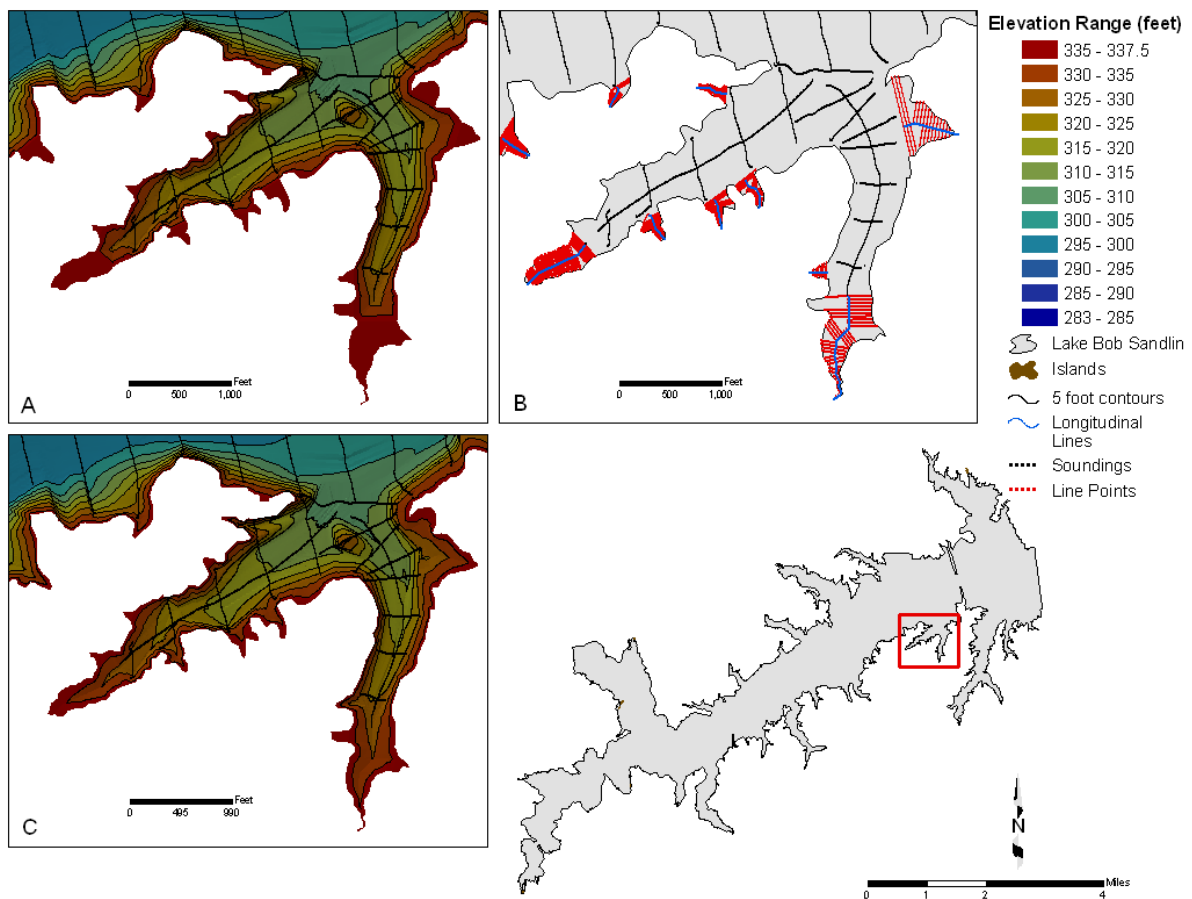 A
Feet
0 500 1,000
B
Feet
0 500 1,000
C
Feet
0 495 990
Elevation Range (feet)
335 - 337.5
330 - 335
325 - 330
320 - 325
315 - 320
310 - 315
305 - 310
300 - 305
295 - 300
290 - 295
285 - 290
283 - 285
Lake Bob Sandlin
Islands
5 foot contours
Longitudinal
Lines
Soundings
Line Points
N
Miles
0 1 2 4